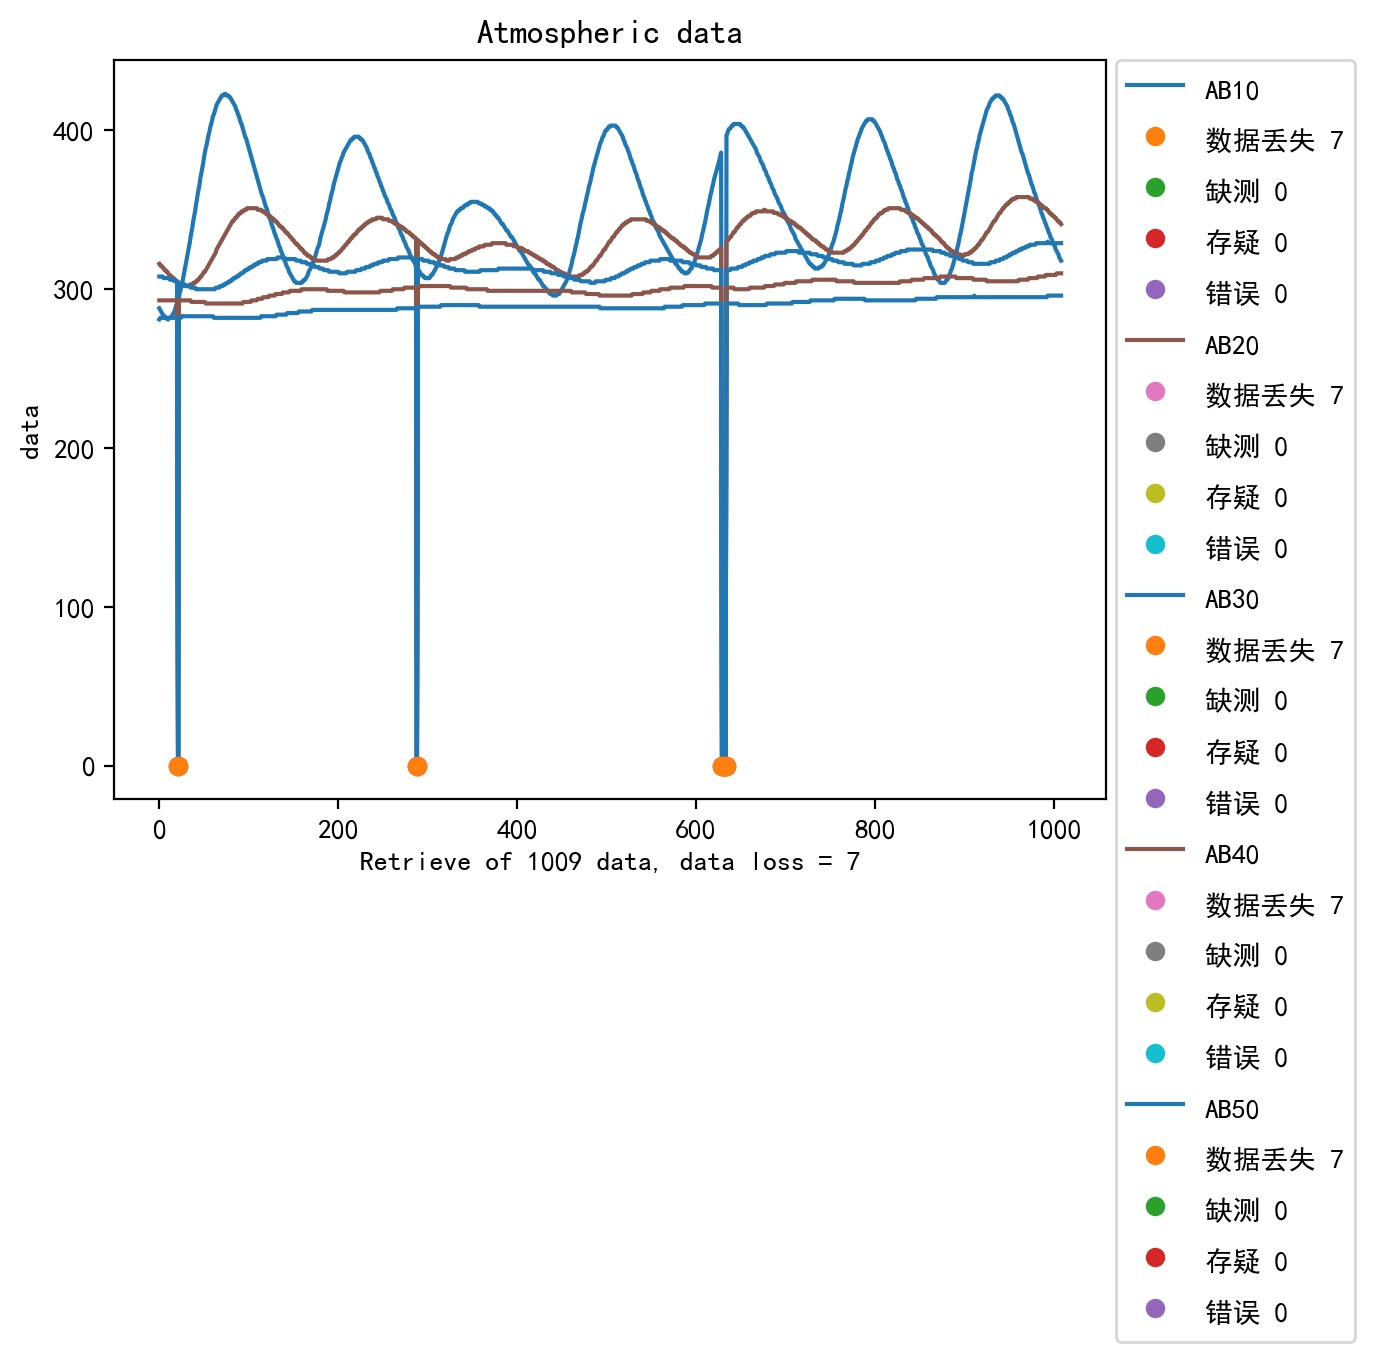 Atmospheric data
data
400
300
200
100
0
0 200 400 600 800 1000
Retrieve of 1009 data, data loss = 7
AB10
数据丢失 7
缺测 0
存疑 0
错误 0
AB20
数据丢失 7
缺测 0
存疑 0
错误 0
AB30
数据丢失 7
缺测 0
存疑 0
错误 0
AB40
数据丢失 7
缺测 0
存疑 0
错误 0
AB50
数据丢失 7
缺测 0
存疑 0
错误 0